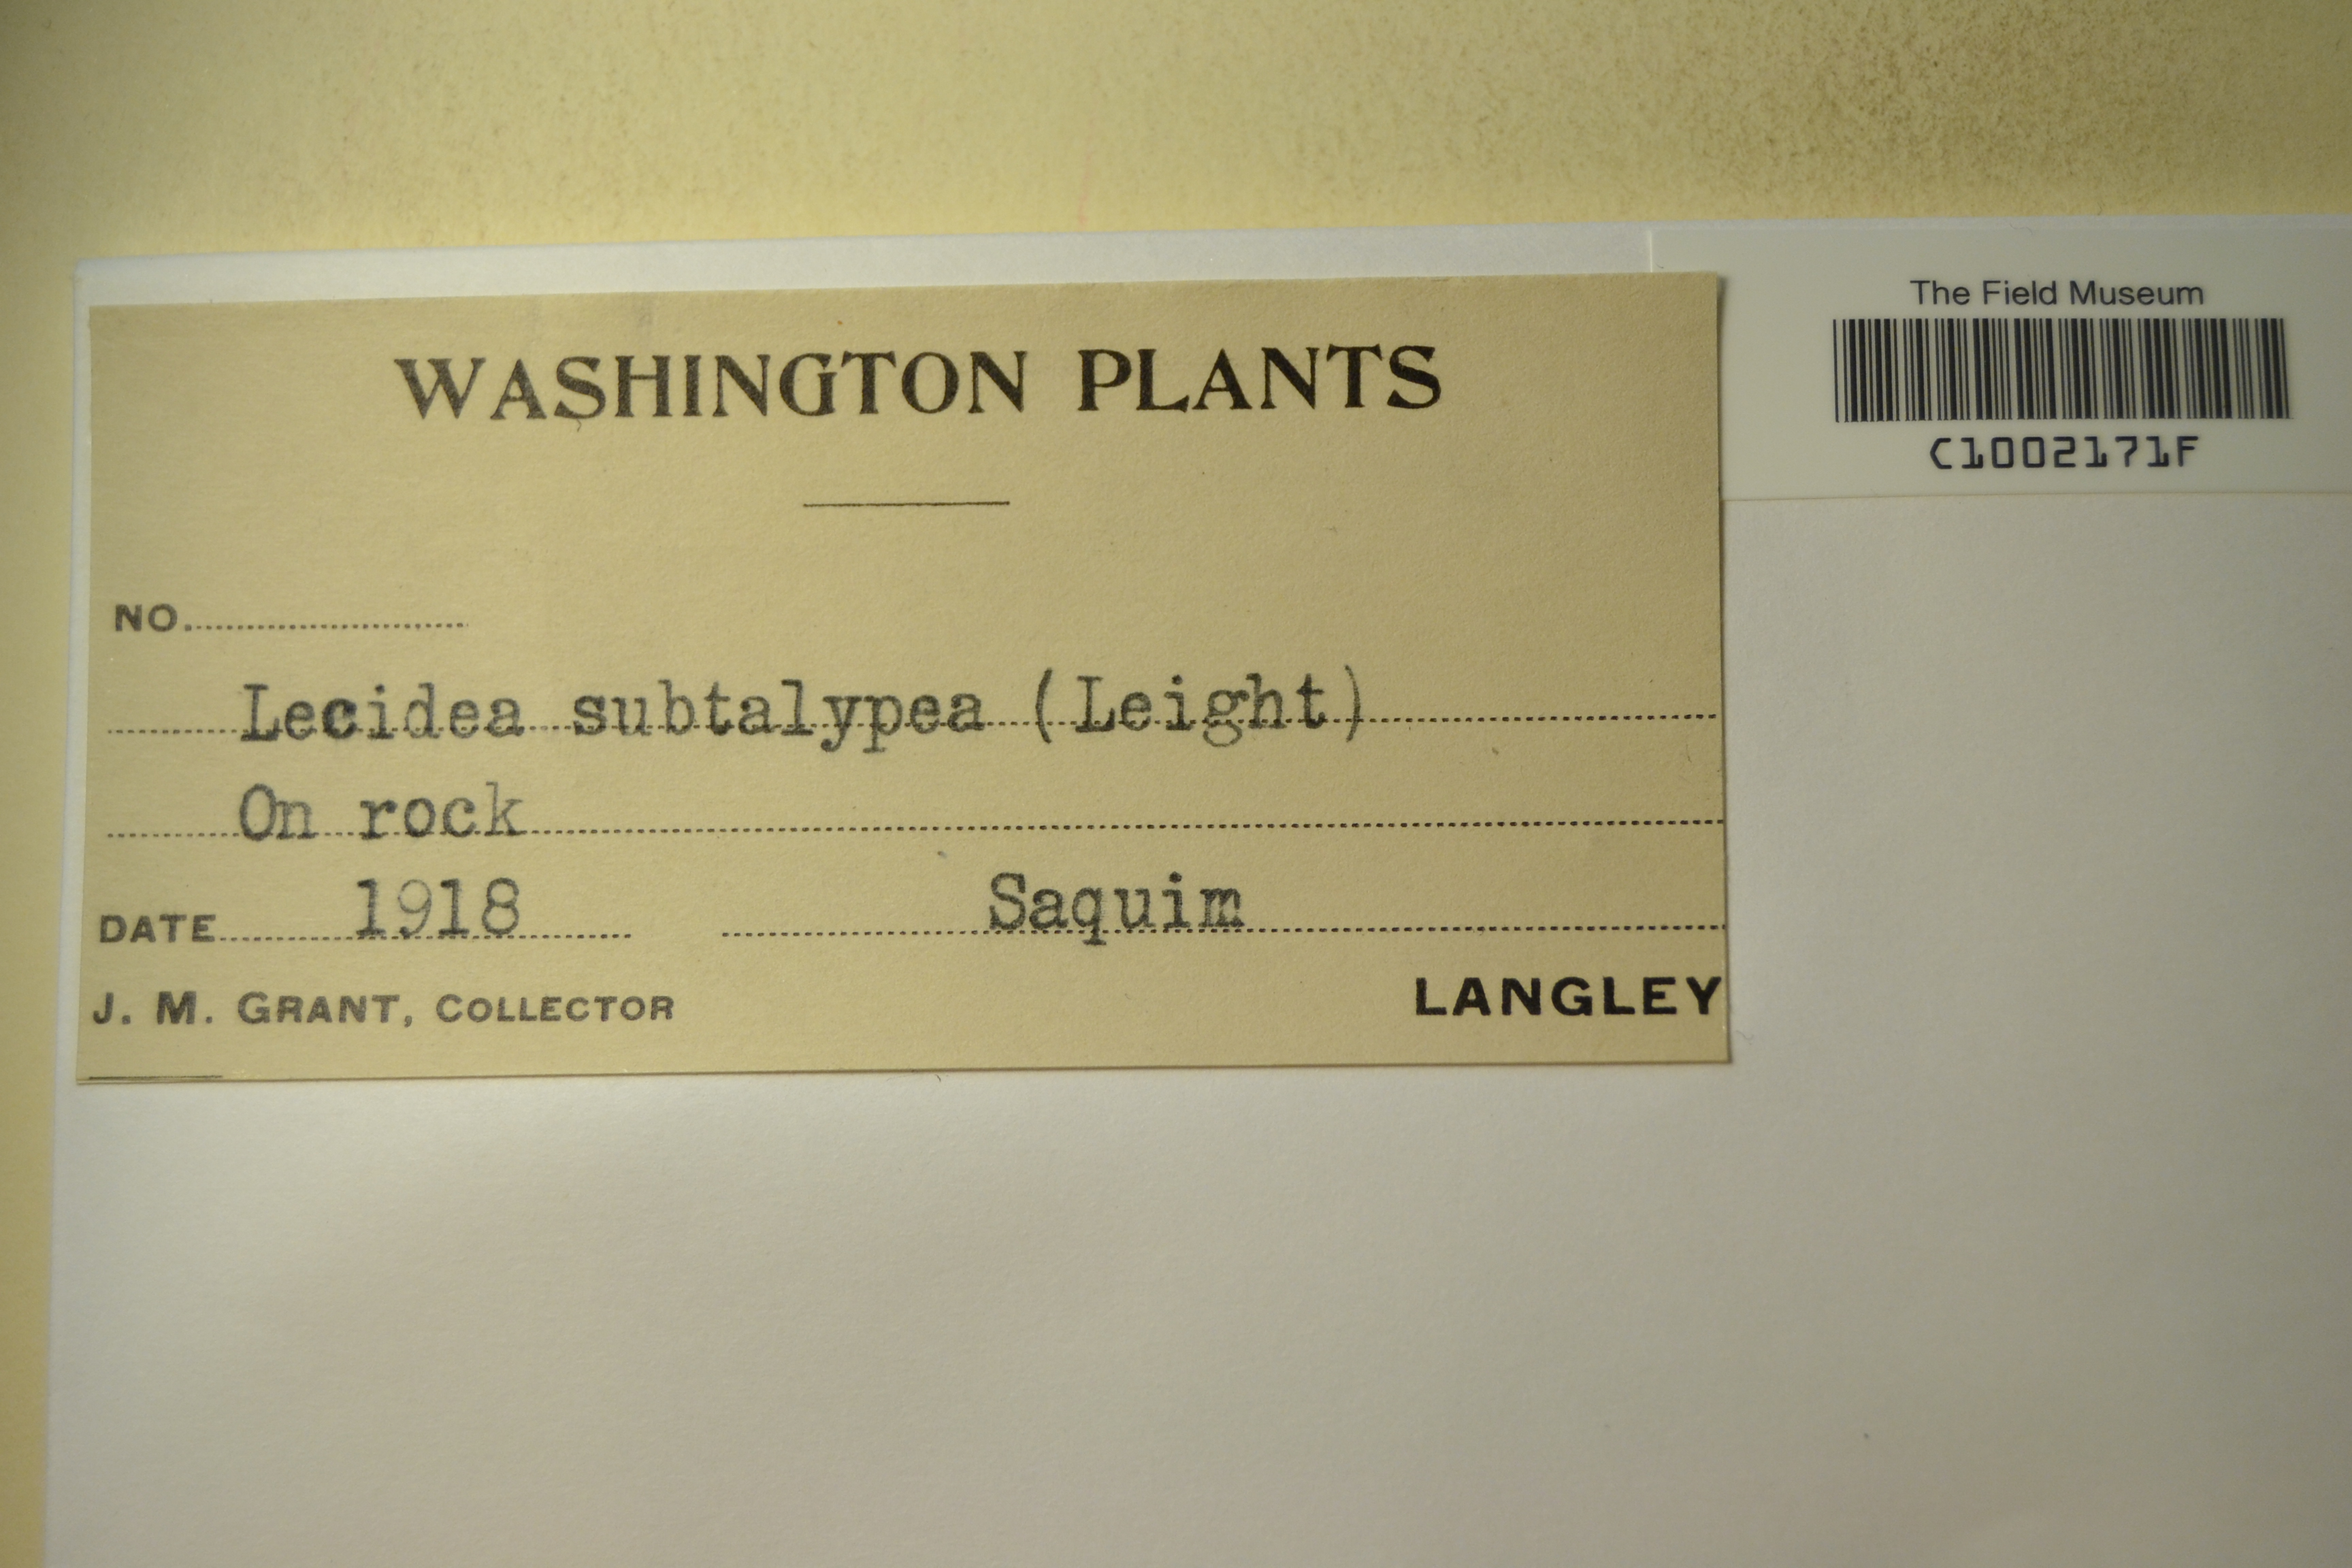 The Field Museum
C1002171F
WASHINGTON PLANTS
NO.
Lecidea subtalypea (Leight)
On rock
DATE 1918 Saquim
J. M. GRANT, COLLECTOR LANGLEY